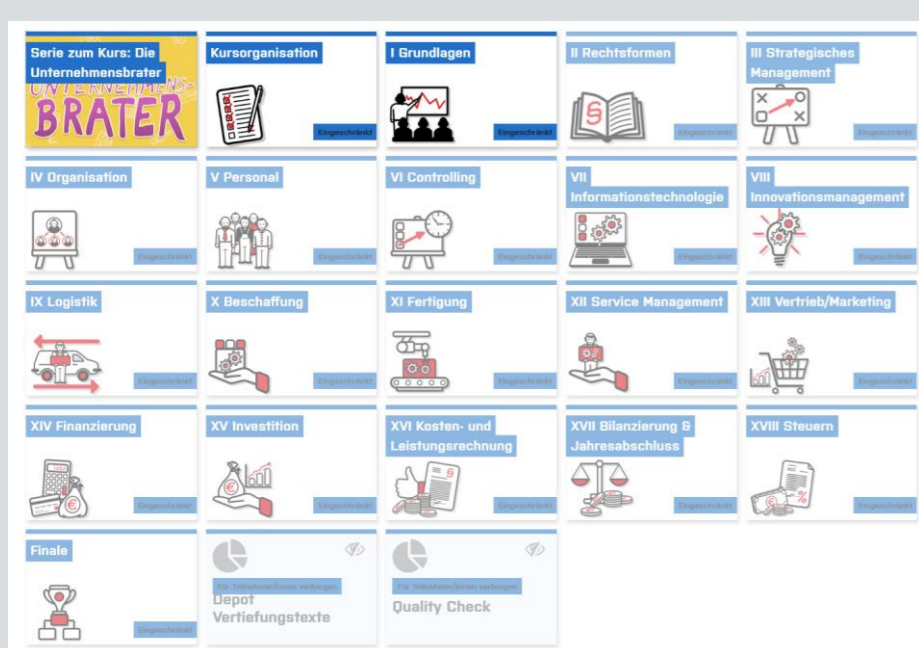 Serie zum Kurs: Die
Unternehmensbrater
UNTERNEHMENS-
BRATER
Kursorganisation
Eingeschränkt
I Grundlagen
Eingeschränkt
II Rechtsformen
Eingeschränkt
III Strategisches
Management
Eingeschränkt
IV Organisation
Eingeschränkt
V Personal
Eingeschränkt
VI Controlling
Eingeschränkt
VII
Informationstechnologie
Eingeschränkt
VIII
Innovationsmanagement
Eingeschränkt
IX Logistik
Eingeschränkt
X Beschaffung
Eingeschränkt
XI Fertigung
Eingeschränkt
XII Service Management
Eingeschränkt
XIII Vertrieb/Marketing
Eingeschränkt
XIV Finanzierung
Eingeschränkt
XV Investition
Eingeschränkt
XVI Kosten- und
Leistungsrechnung
Eingeschränkt
XVII Bilanzierung &
Jahresabschluss
Eingeschränkt
XVIII Steuern
Eingeschränkt
Finale
Eingeschränkt
Für Teilnehmer/innen verborgen
Depot
Vertiefungstexte
Für Teilnehmer/innen verborgen
Quality Check